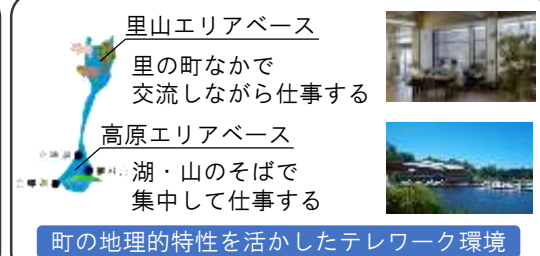 里山エリアベース
里の町なかで
交流しながら仕事する
高原エリアベース
湖・山のそばで
集中して仕事する
町の地理的特性を活かしたテレワーク環境